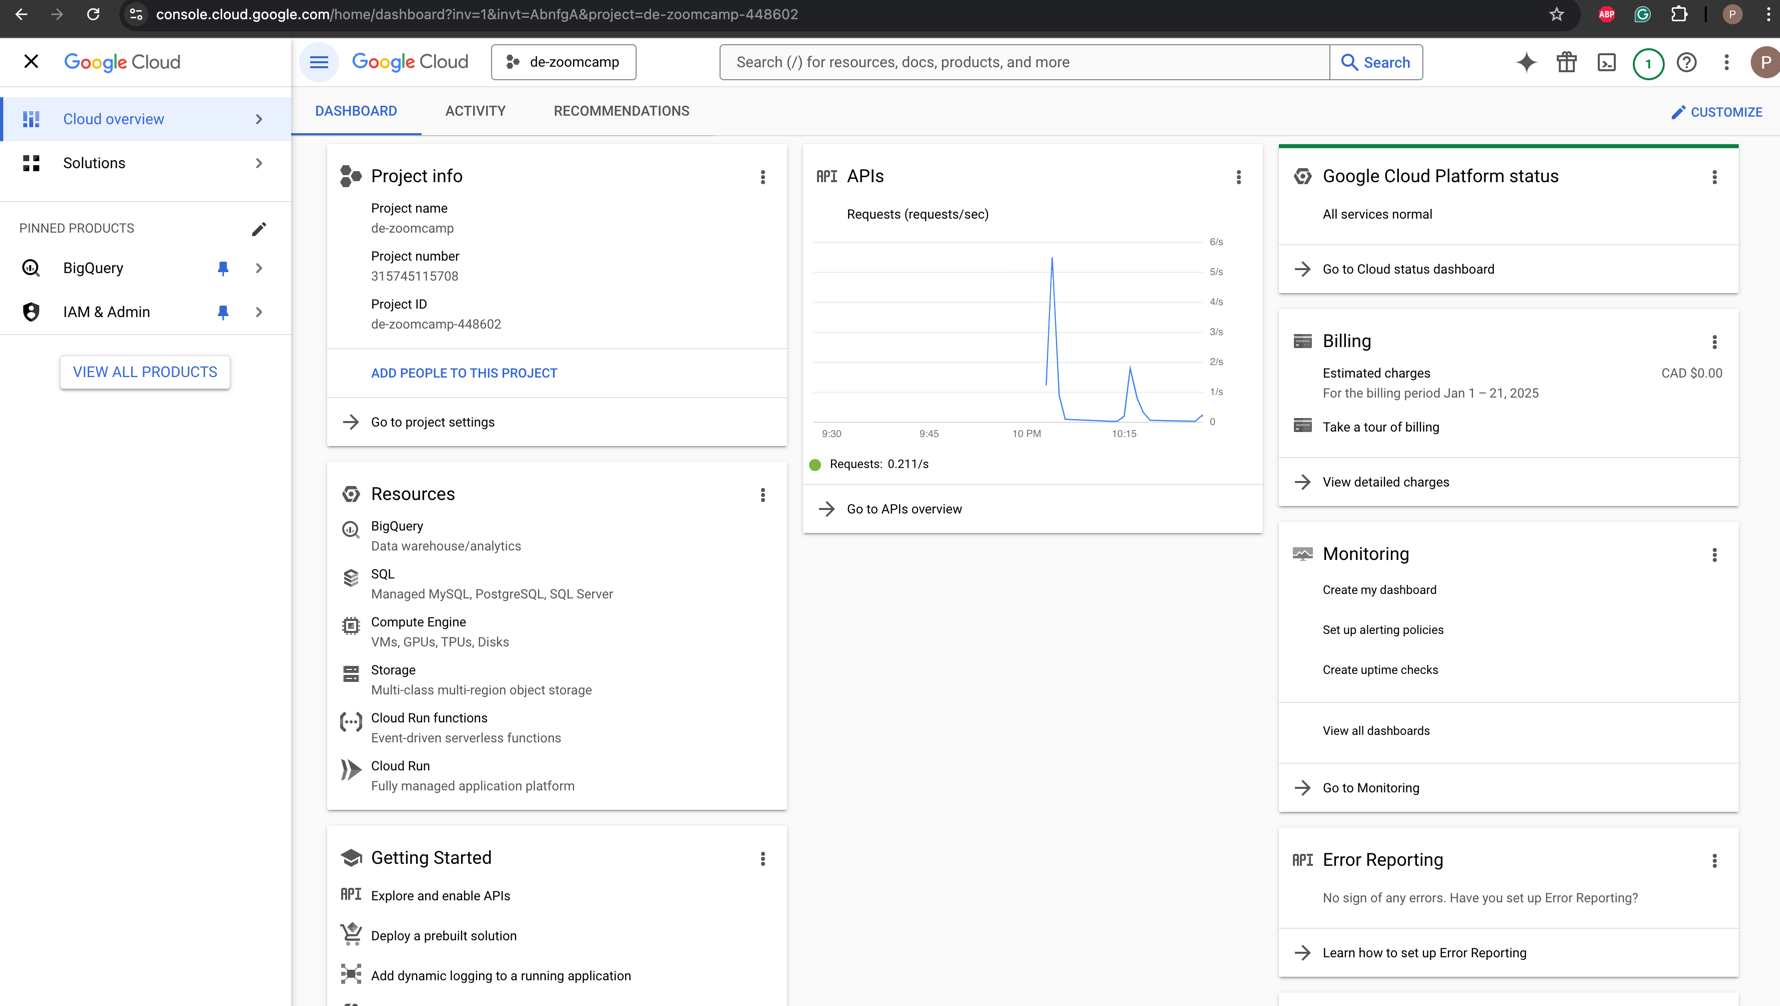 console.cloud.google.com/home/dashboard?inv=1&invt=AbnfgA&project=de-zoomcamp-448602
ABP
P
Google Cloud
Google Cloud
de-zoomcamp
Search (/) for resources, docs, products, and more
Search
1
P
Cloud overview
Solutions
PINNED PRODUCTS
BigQuery
IAM & Admin
VIEW ALL PRODUCTS
DASHBOARD
ACTIVITY
RECOMMENDATIONS
CUSTOMIZE
Project info
Project name
de-zoomcamp
Project number
315745115708
Project ID
de-zoomcamp-448602
ADD PEOPLE TO THIS PROJECT
Go to project settings
Resources
BigQuery
Data warehouse/analytics
SQL
Managed MySQL, PostgreSQL, SQL Server
Compute Engine
VMs, GPUs, TPUs, Disks
Storage
Multi-class multi-region object storage
Cloud Run functions
Event-driven serverless functions
Cloud Run
Fully managed application platform
Getting Started
API Explore and enable APIs
Deploy a prebuilt solution
Add dynamic logging to a running application
API APIs
Requests (requests/sec)
6/s
5/s
4/s
3/s
2/s
1/s
0
9:30
9:45
10 PM
10:15
Requests: 0.211/s
Go to APIs overview
Google Cloud Platform status
All services normal
Go to Cloud status dashboard
Billing
Estimated charges
CAD $0.00
For the billing period Jan 1 – 21, 2025
Take a tour of billing
View detailed charges
Monitoring
Create my dashboard
Set up alerting policies
Create uptime checks
View all dashboards
Go to Monitoring
API Error Reporting
No sign of any errors. Have you set up Error Reporting?
Learn how to set up Error Reporting